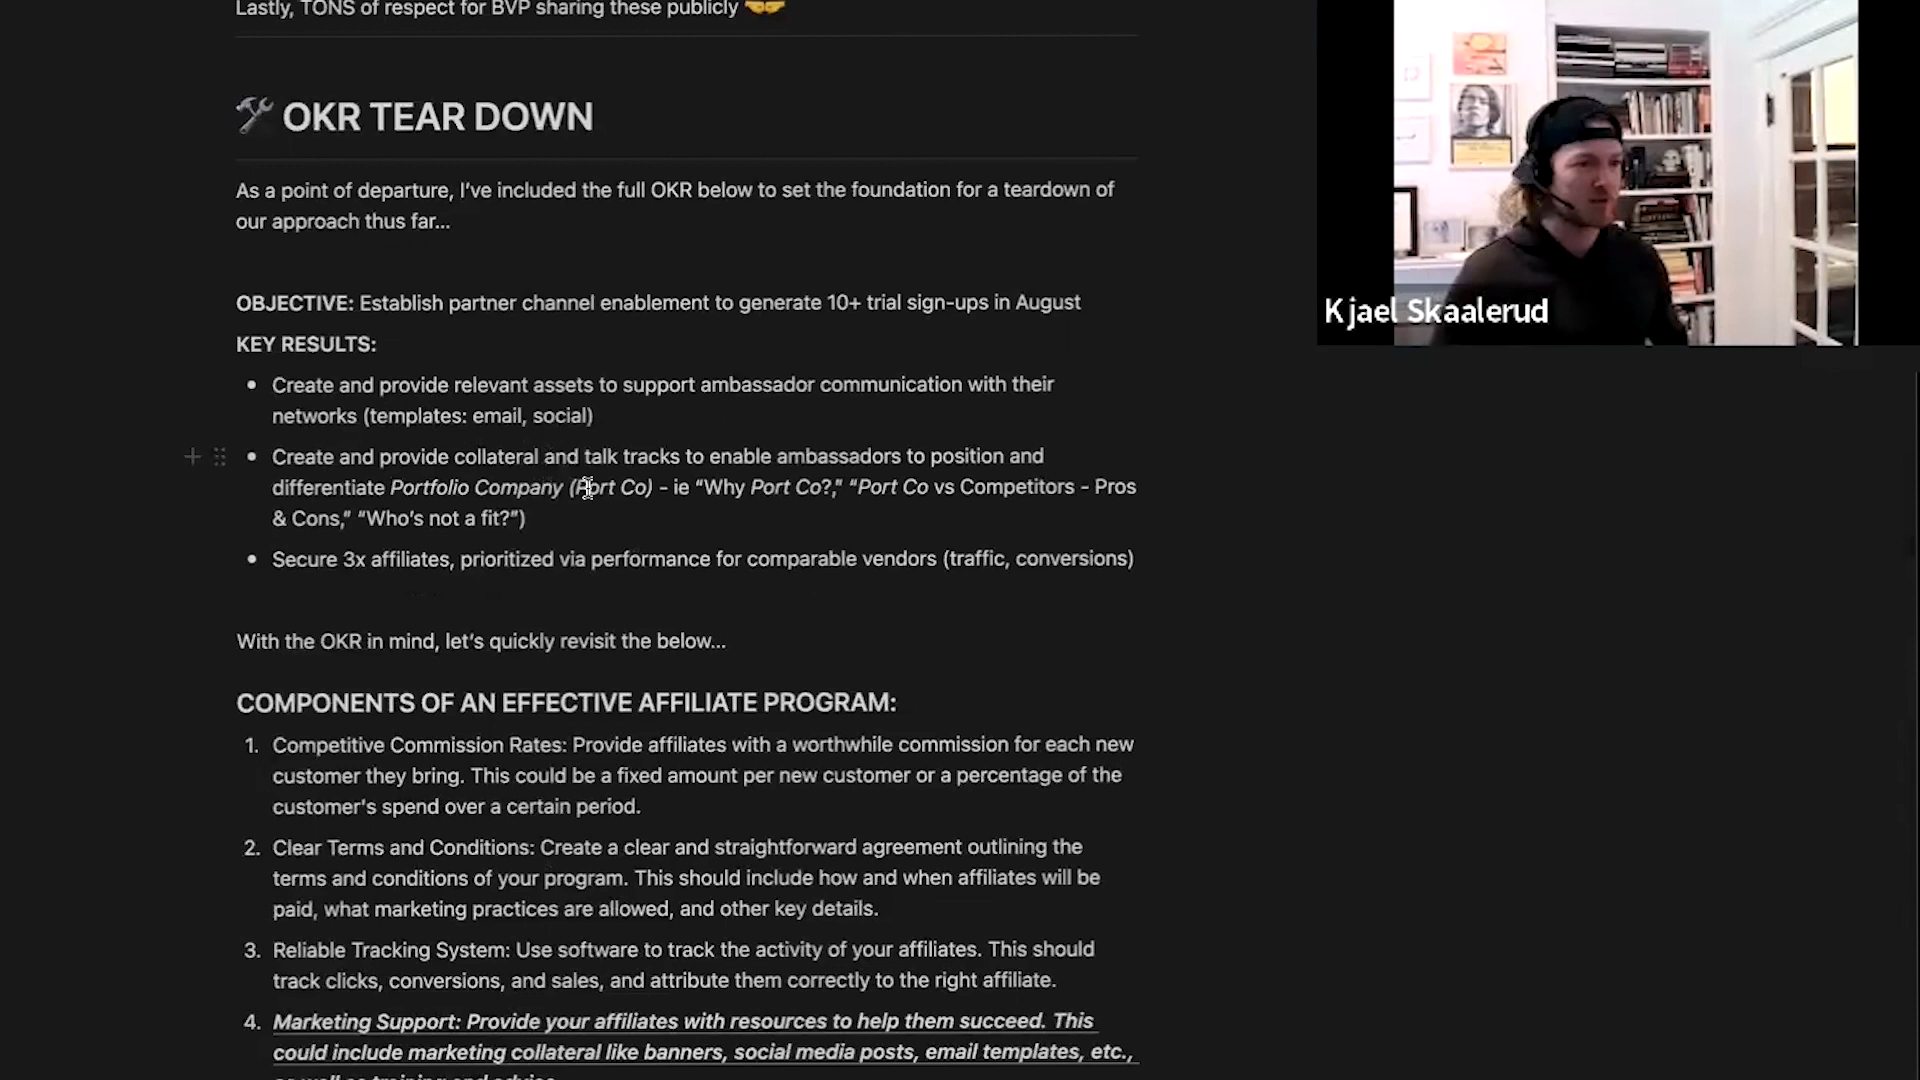 Lastly, TONS of respect for BVP sharing these publicly 🤝
🛠 OKR TEAR DOWN
As a point of departure, I've included the full OKR below to set the foundation for a teardown of
our approach thus far...
OBJECTIVE: Establish partner channel enablement to generate 10+ trial sign-ups in August
KEY RESULTS:
• Create and provide relevant assets to support ambassador communication with their
networks (templates: email, social)
• Create and provide collateral and talk tracks to enable ambassadors to position and
differentiate Portfolio Company (Port Co) - ie “Why Port Co?,” “Port Co vs Competitors - Pros
& Cons,” “Who's not a fit?”)
• Secure 3x affiliates, prioritized via performance for comparable vendors (traffic, conversions)
With the OKR in mind, let's quickly revisit the below...
COMPONENTS OF AN EFFECTIVE AFFILIATE PROGRAM:
1. Competitive Commission Rates: Provide affiliates with a worthwhile commission for each new
customer they bring. This could be a fixed amount per new customer or a percentage of the
customer's spend over a certain period.
2. Clear Terms and Conditions: Create a clear and straightforward agreement outlining the
terms and conditions of your program. This should include how and when affiliates will be
paid, what marketing practices are allowed, and other key details.
3. Reliable Tracking System: Use software to track the activity of your affiliates. This should
track clicks, conversions, and sales, and attribute them correctly to the right affiliate.
4. Marketing Support: Provide your affiliates with resources to help them succeed. This
could include marketing collateral like banners, social media posts, email templates, etc.,
as well as training and advice.
Kjael Skaalerud